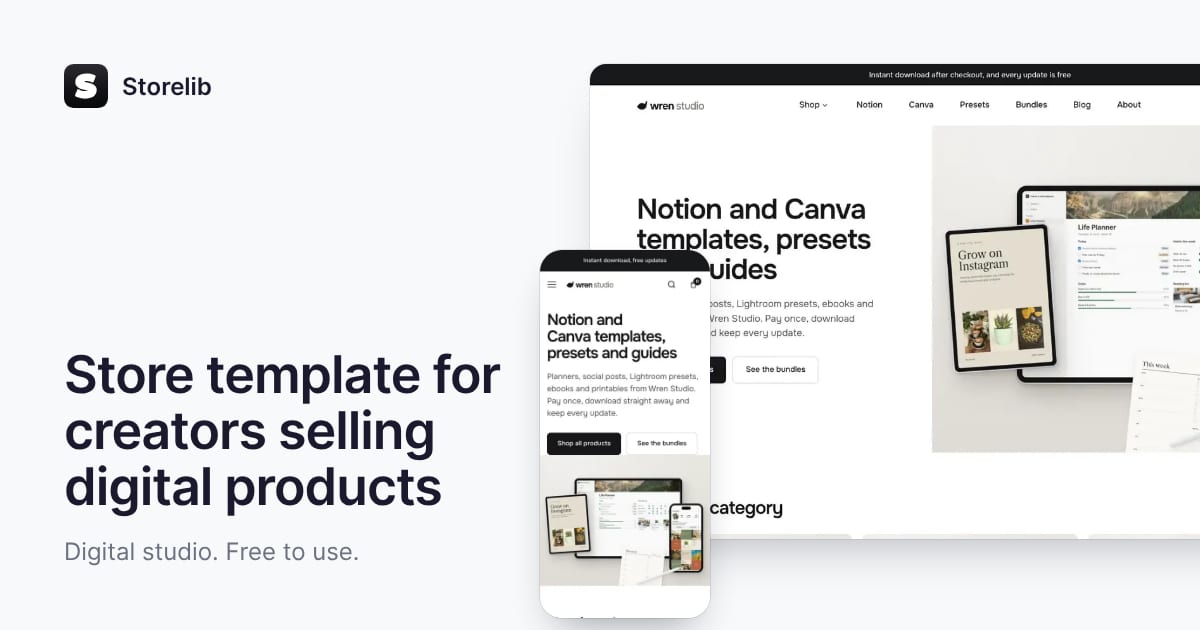 Storelib
Store template for
creators selling
digital products
Digital studio. Free to use.
Instant download after checkout, and every update is free
wren studio
Shop
Notion
Canva
Presets
Bundles
Blog
About
Notion and Canva
templates, presets
uides
posts, Lightroom presets, ebooks and
Wren Studio. Pay once, download
d keep every update.
s
See the bundles
category
Grow on
Instagram
Life Planner
Today
This week
Instant download, free updates
wren studio
0
Notion and
Canva templates,
presets and guides
Planners, social posts, Lightroom presets,
ebooks and printables from Wren Studio.
Pay once, download straight away and
keep every update.
Shop all products
See the bundles
Grow on
Instagram
Life Planner